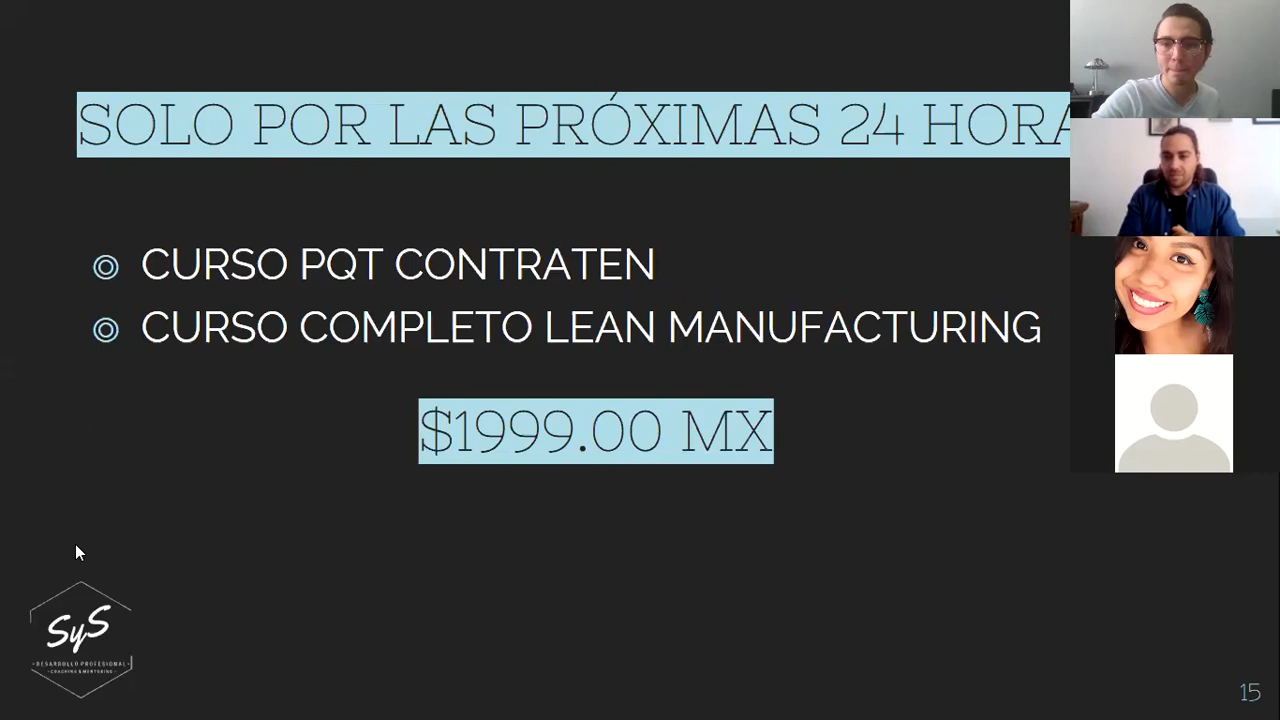 SOLO POR LAS PRÓXIMAS 24 HORA
CURSO PQT CONTRATEN
CURSO COMPLETO LEAN MANUFACTURING
$1999.00 MX
SyS
-DESARROLLO PROFESIONAL-
-COACHING & MENTORING-
15